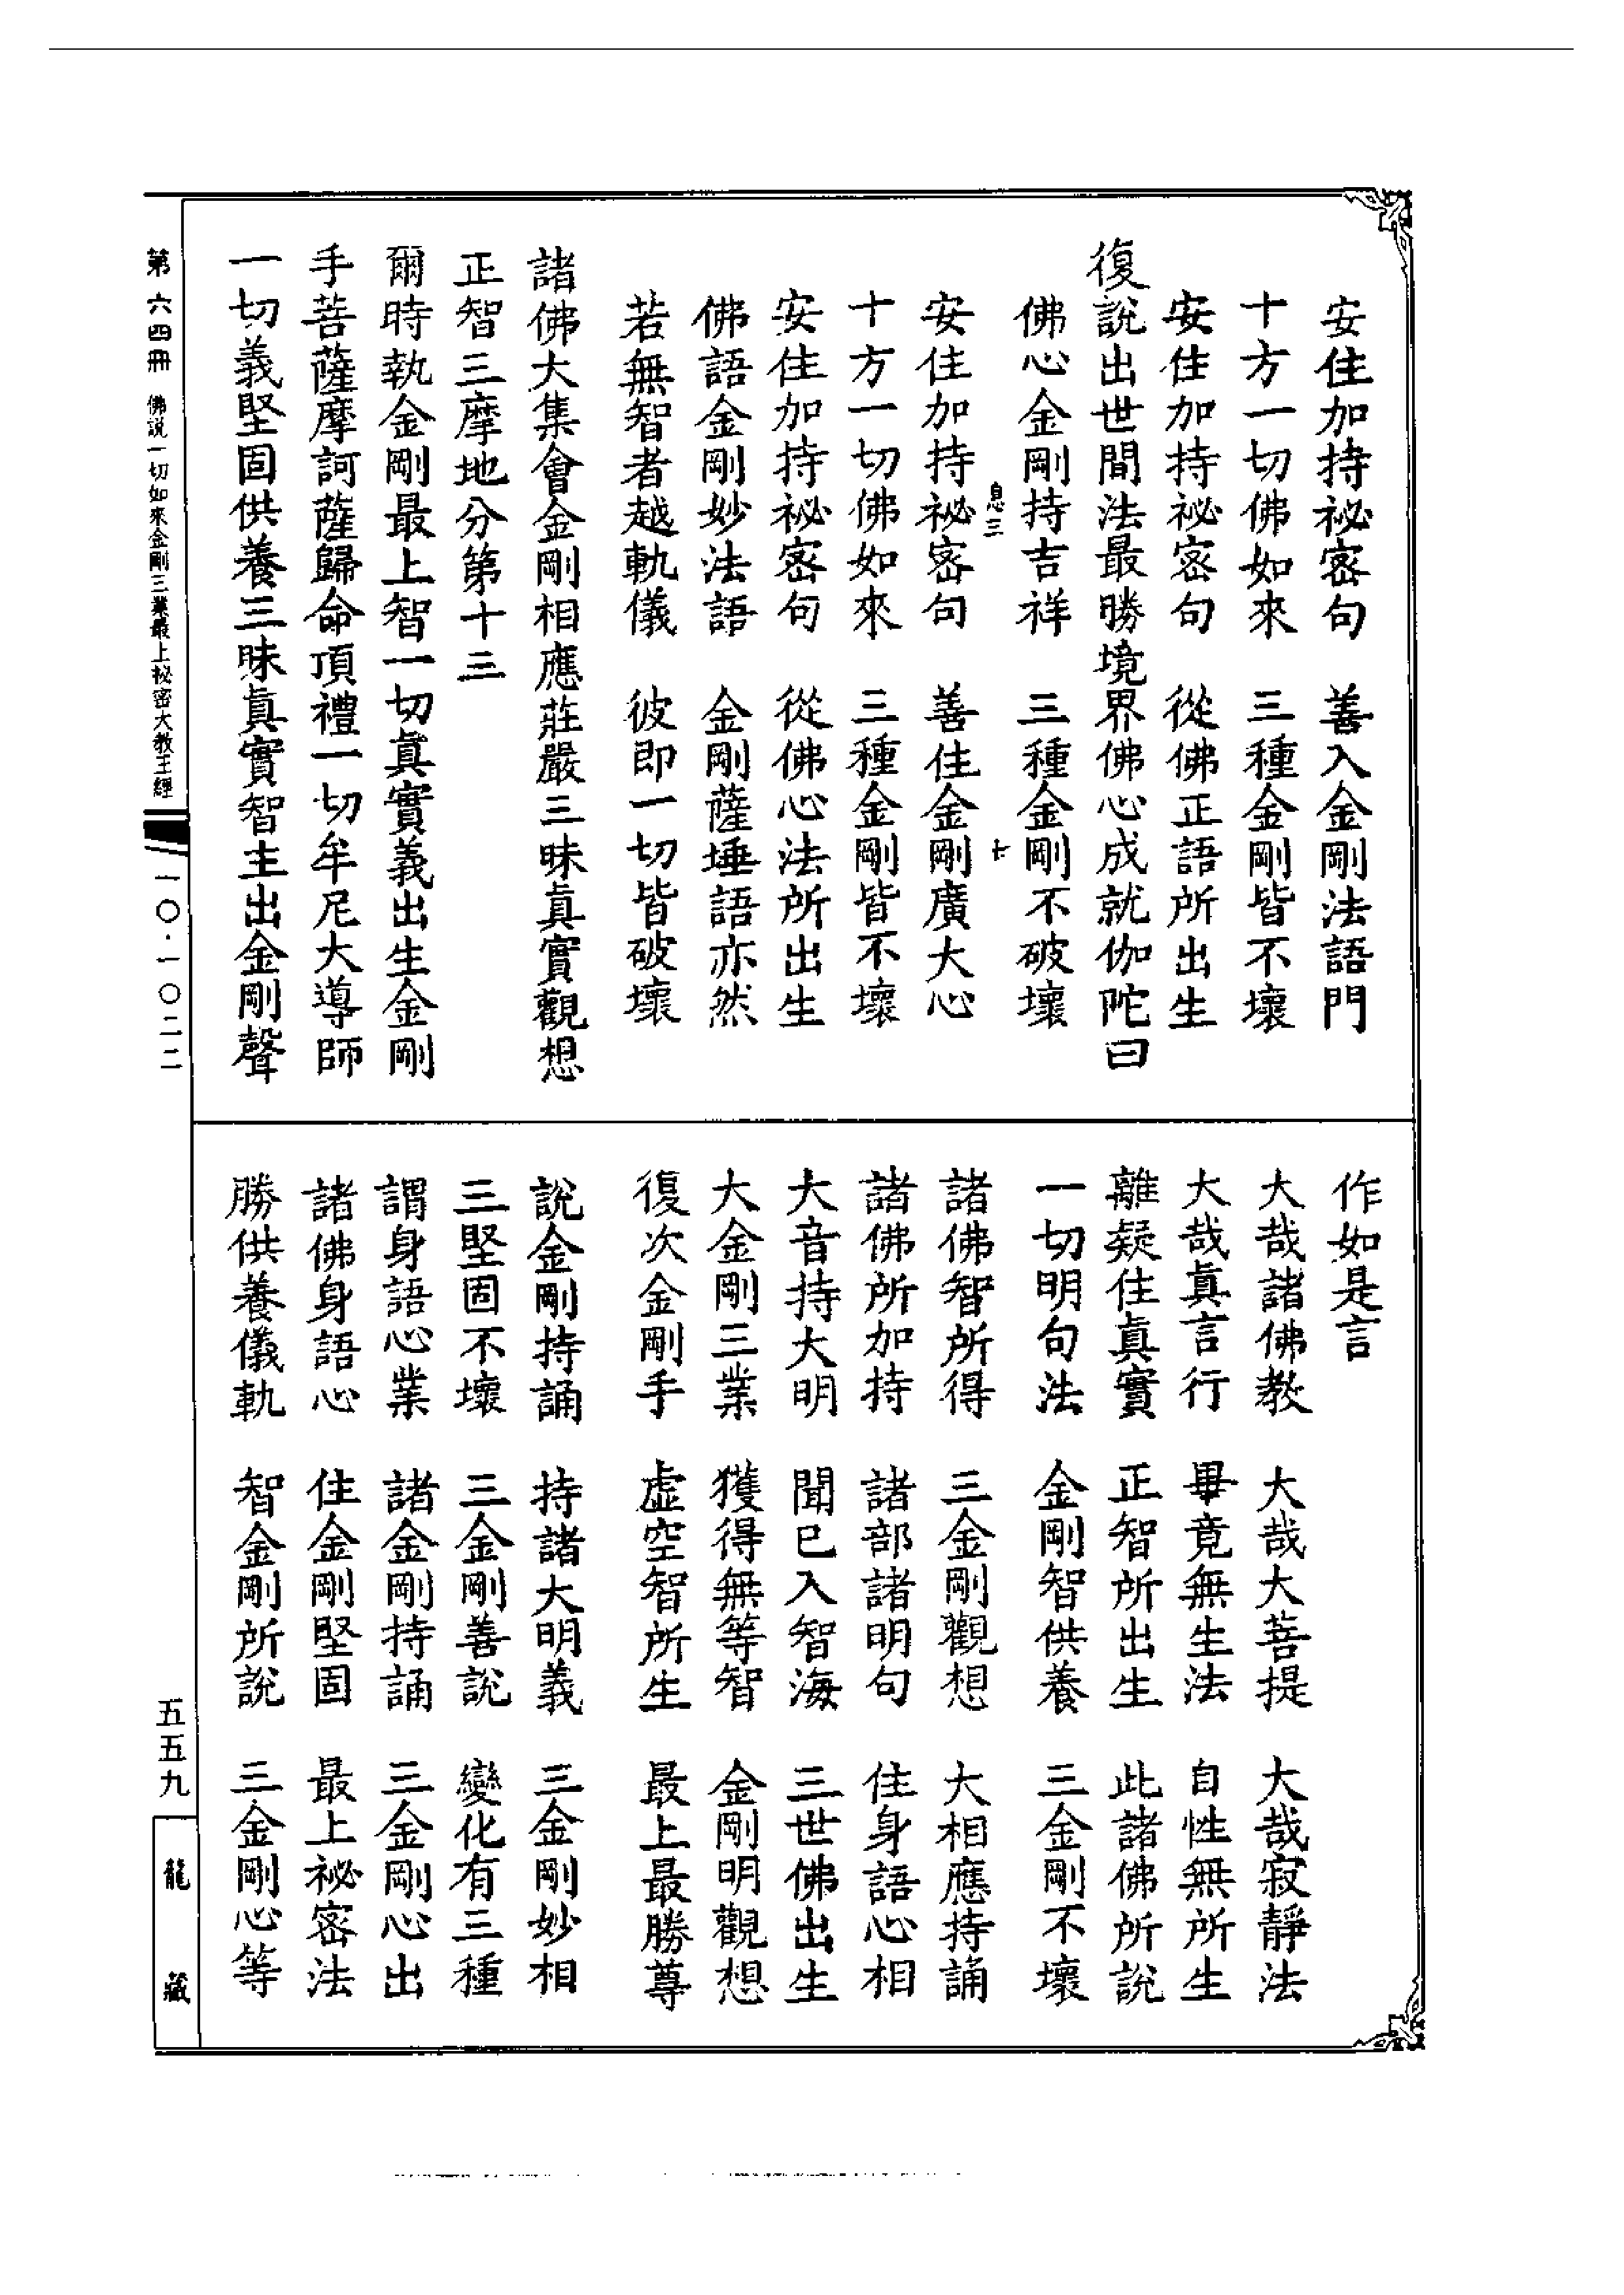 安住加持祕密句　善入金剛法語門
十方一切佛如來　三種金剛皆不壞
安住加持祕密句　從佛正語所出生
復說出世間法最勝境界佛心成就伽陀曰
佛心金剛持吉祥　三種金剛不破壞
息三　七
安住加持祕密句　善住金剛廣大心
十方一切佛如來　三種金剛皆不壞
安住加持祕密句　從佛心法所出生
佛語金剛妙法語　金剛薩埵語亦然
若無智者越軌儀　彼即一切皆破壞
諸佛大集會金剛相應莊嚴三昧真實觀想
正智三摩地分第十三
爾時執金剛最上智一切真實義出生金剛
手菩薩摩訶薩歸命頂禮一切牟尼大導師
一切義堅固供養三昧真實智主出金剛聲
作如是言
大哉諸佛教　大哉大菩提　大哉寂靜法
大哉真言行　畢竟無生法　自性無所生
離疑住真實　正智所出生　此諸佛所說
一切明句法　金剛智供養　三金剛不壞
諸佛智所得　三金剛觀想　大相應持誦
諸佛所加持　諸部諸明句　住身語心相
大音持大明　聞已入智海　三世佛出生
大金剛三業　獲得無等智　金剛明觀想
復次金剛手　虛空智所生　最上最勝尊
說金剛持誦　持諸大明義　三金剛妙相
三堅固不壞　三金剛善說　變化有三種
謂身語心業　諸金剛持誦　三金剛心出
諸佛身語心　住金剛堅固　最上祕密法
勝供養儀軌　智金剛所說　三金剛心等
第六四冊　佛說一切如來金剛三業最上秘密大教王經
一〇·一〇二二
五五九
龍藏